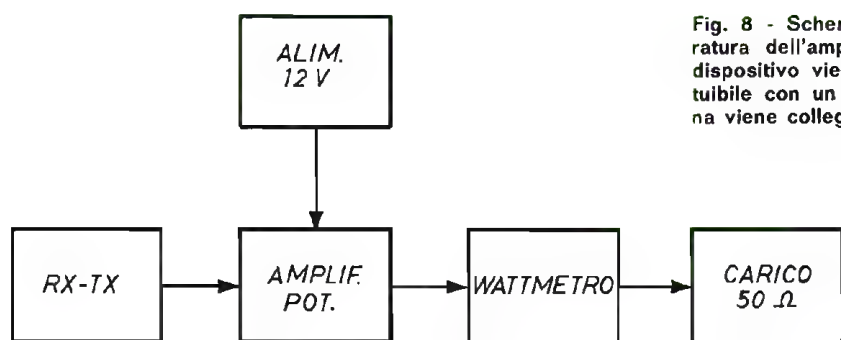 Fig. 8 - Schem
ratura dell'amp
dispositivo vie
tuibile con un
na viene colleg
ALIM.
12 V
RX-TX
AMPLIF.
POT.
WATTMETRO
CARICO
50 Ω